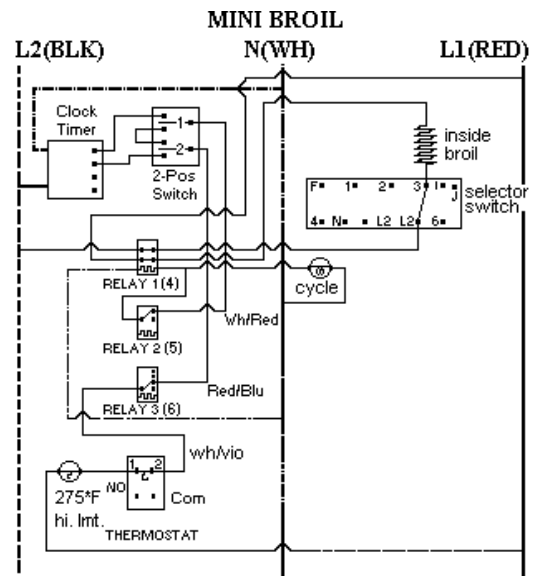 MINI BROIL
L2(BLK) N(WH) L1(RED)
Clock
Timer
1
2
2-Pos
Switch
inside
broil
F 1 2 3 I J
4 N L2 L2 6
selector
switch
RELAY 1(4)
cycle
Wh/Red
RELAY 2(5)
Red/Blu
RELAY 3(6)
wh/vio
1 2
C
NO
Com
275*F
hi. lmt.
THERMOSTAT